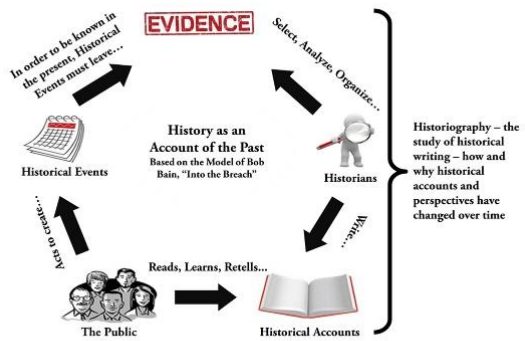 EVIDENCE
In order to be known in
the present, Historical
Events must leave…
Select, Analyze, Organize…
History as an
Account of the Past
Based on the Model of Bob
Bain, “Into the Breach”
Historical Events
Historians
Historiography – the
study of historical
writing – how and
why historical
accounts and
perspectives have
changed over time
Acts to create…
Write…
Reads, Learns, Retells…
The Public
Historical Accounts